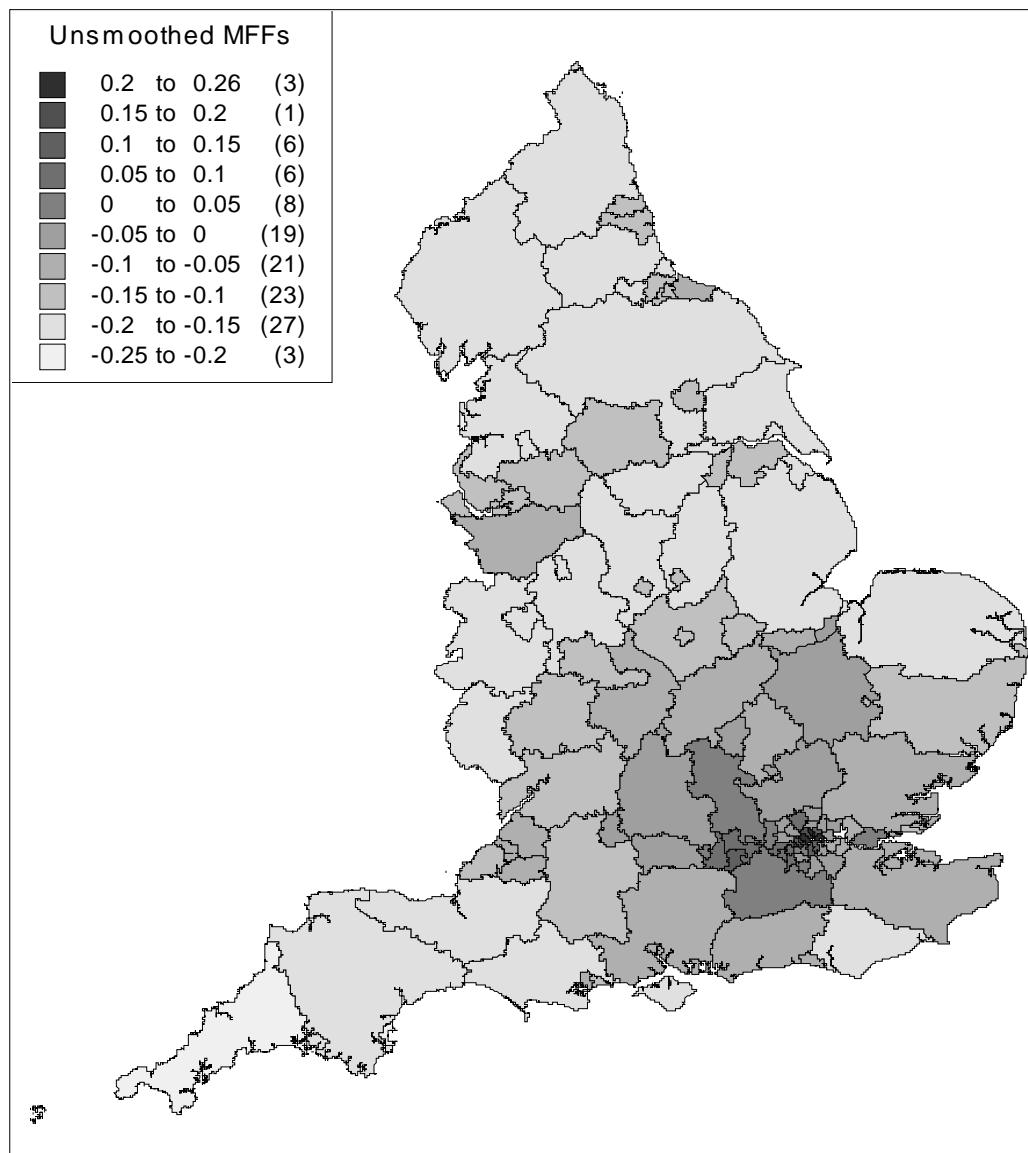 Unsmoothed MFFs
0.2 to 0.26 (3)
0.15 to 0.2 (1)
0.1 to 0.15 (6)
0.05 to 0.1 (6)
0 to 0.05 (8)
-0.05 to 0 (19)
-0.1 to -0.05 (21)
-0.15 to -0.1 (23)
-0.2 to -0.15 (27)
-0.25 to -0.2 (3)